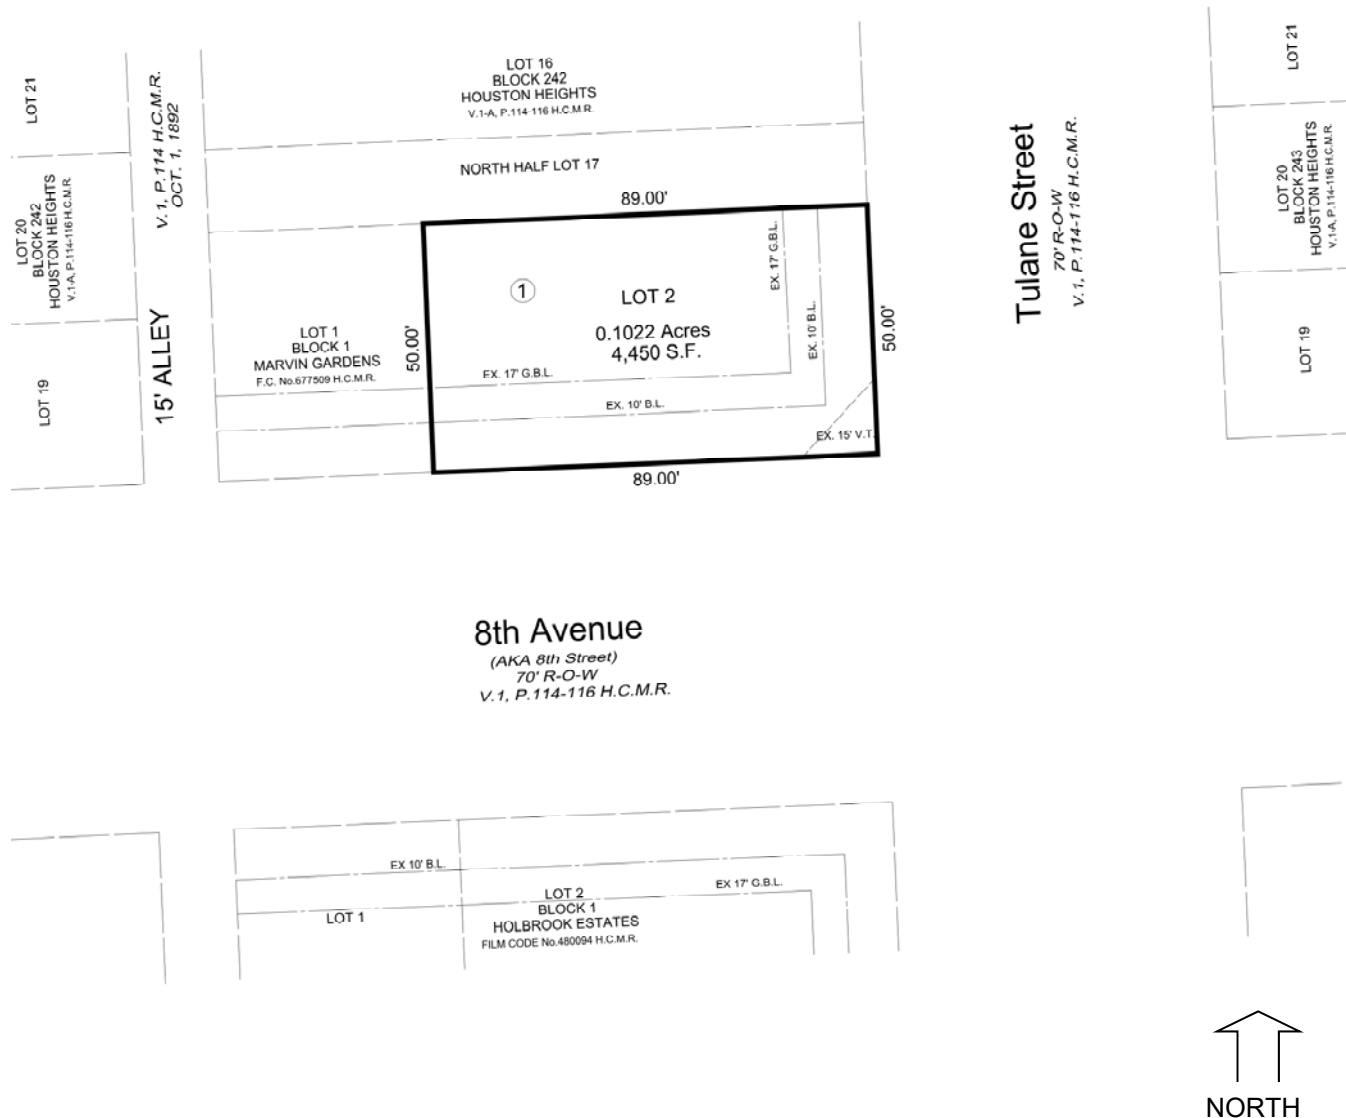 LOT 21
V. 1, P.114 H.C.M.R.
OCT. 1, 1892
15' ALLEY
LOT 20
BLOCK 242
HOUSTON HEIGHTS
V.1-A, P.114-116 H.C.M.R.
LOT 19
LOT 16
BLOCK 242
HOUSTON HEIGHTS
V.1-A, P.114-116 H.C.M.R.
NORTH HALF LOT 17
89.00'
1
LOT 2
0.1022 Acres
4,450 S.F.
EX. 17' G.B.L.
EX. 10' B.L.
50.00'
50.00'
LOT 1
BLOCK 1
MARVIN GARDENS
F.C. No.677509 H.C.M.R.
EX. 17' G.B.L.
EX. 10' B.L.
EX. 15' V.T.
89.00'
Tulane Street
70' R-O-W
V.1, P.114-116 H.C.M.R.
LOT 21
LOT 20
BLOCK 243
HOUSTON HEIGHTS
V.1-A, P.114-116 H.C.M.R.
LOT 19
8th Avenue
(AKA 8th Street)
70' R-O-W
V.1, P.114-116 H.C.M.R.
EX 10' B.L.
EX 17' G.B.L.
LOT 1
LOT 2
BLOCK 1
HOLBROOK ESTATES
FILM CODE No.480094 H.C.M.R.
NORTH